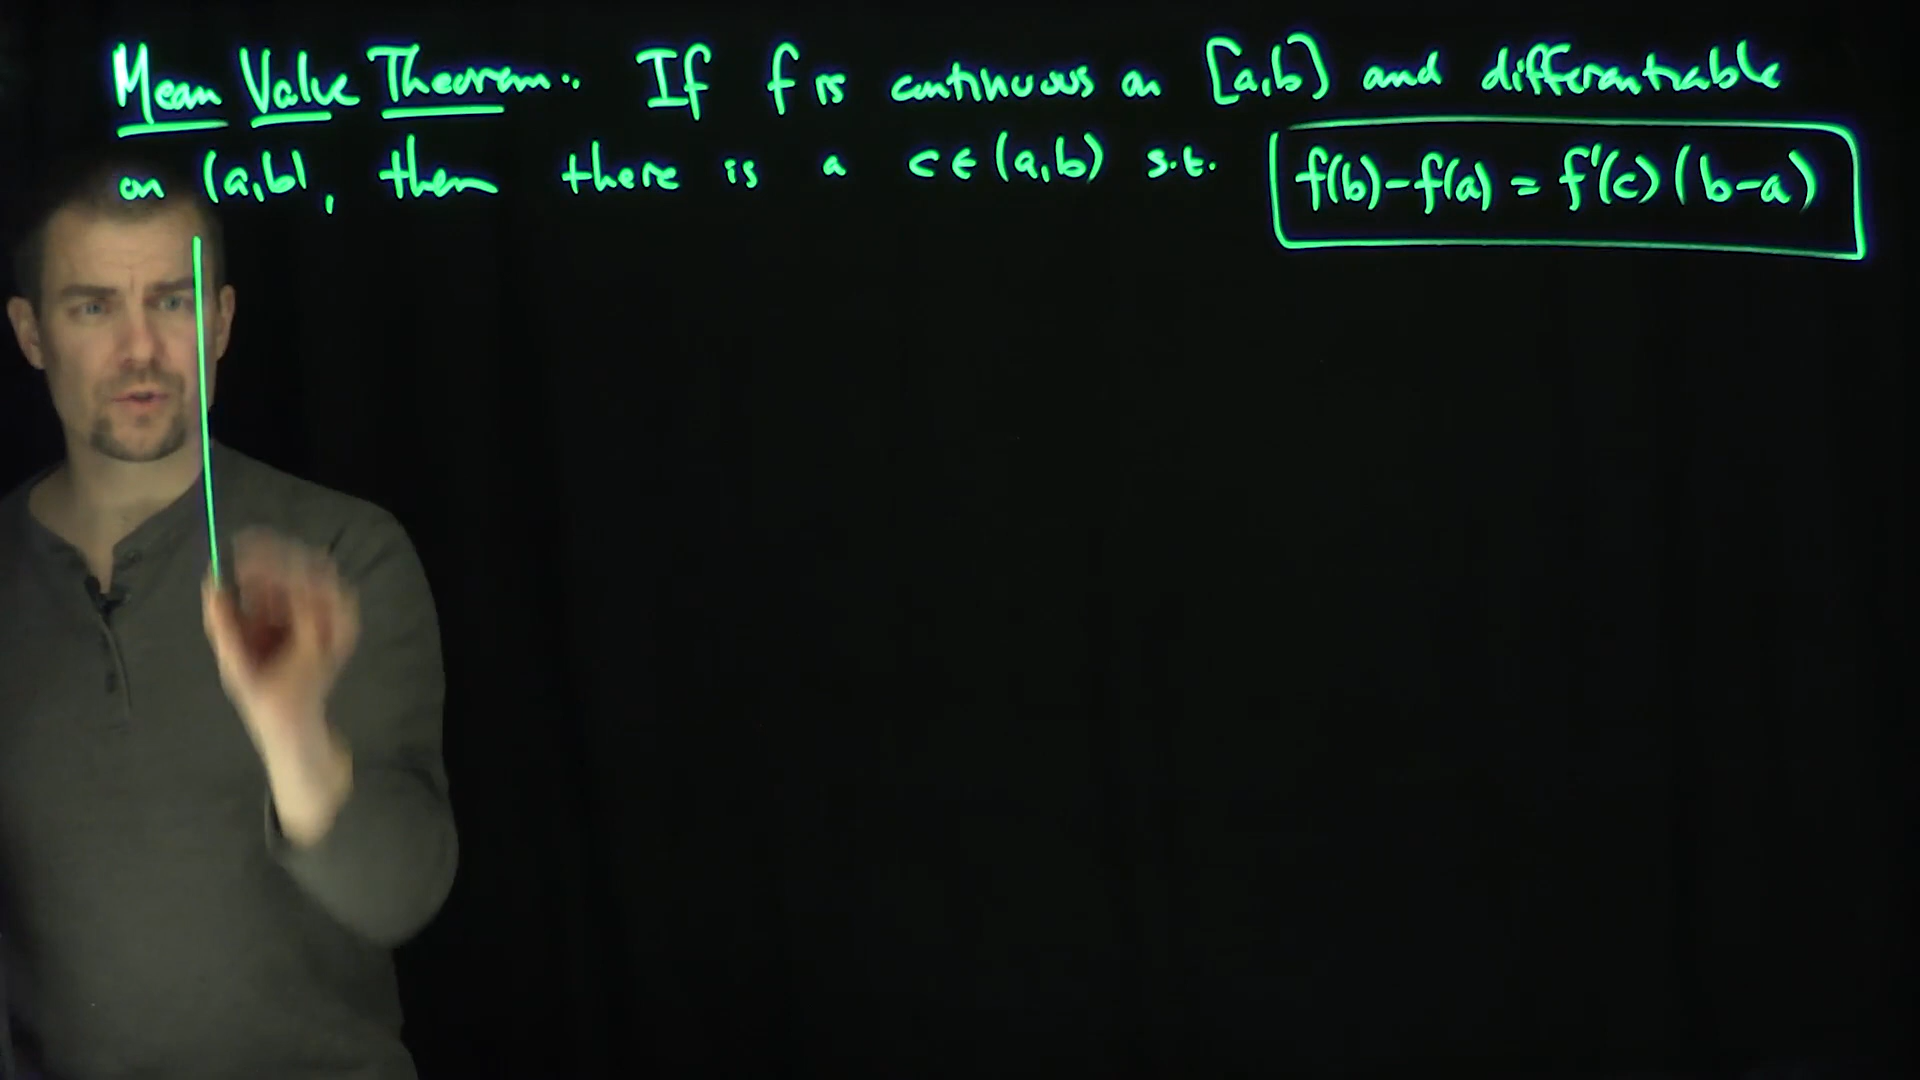 Mean Value Theorem: If f is continuous on [a,b] and differentiable
on (a,b), then there is a c∈(a,b) s.t. f(b)-f(a) = f'(c)(b-a)